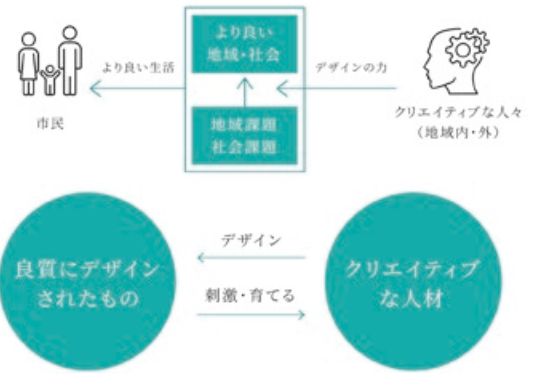 より良い
地域・社会
より良い生活
デザインの力
市民
地域課題
社会課題
クリエイティブな人々
（地域内・外）
デザイン
良質にデザイン
されたもの
クリエイティブ
な人材
刺激・育てる